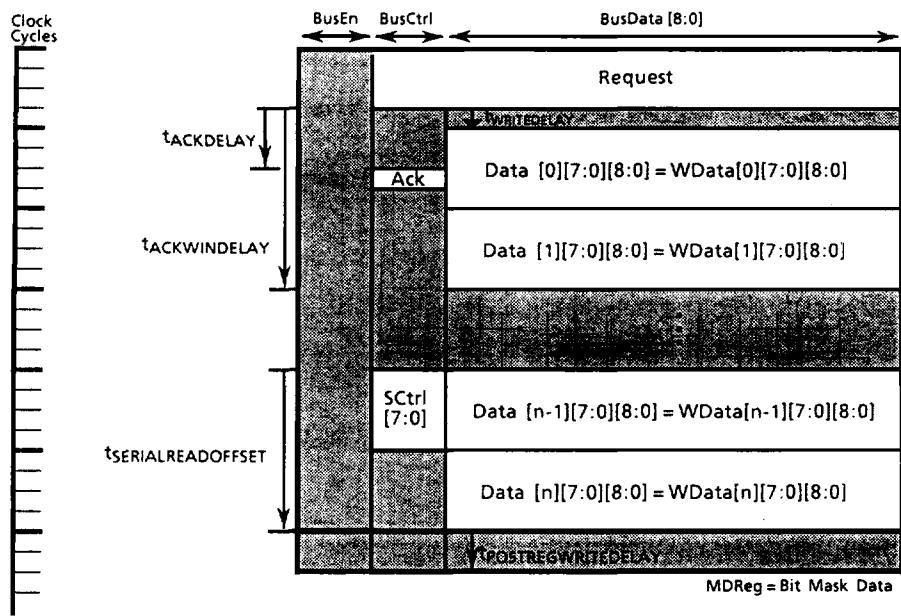 Clock
Cycles
BusEn BusCtrl BusData [8:0]
Request
tWRITEDELAY
tACKDELAY
Data [0][7:0][8:0] = WData[0][7:0][8:0]
Ack
tACKWINDELAY
Data [1][7:0][8:0] = WData[1][7:0][8:0]
SCtrl
[7:0]
Data [n-1][7:0][8:0] = WData[n-1][7:0][8:0]
tSERIALREADOFFSET
Data [n][7:0][8:0] = WData[n][7:0][8:0]
tPOSTREGWRITEDELAY
MDReg = Bit Mask Data